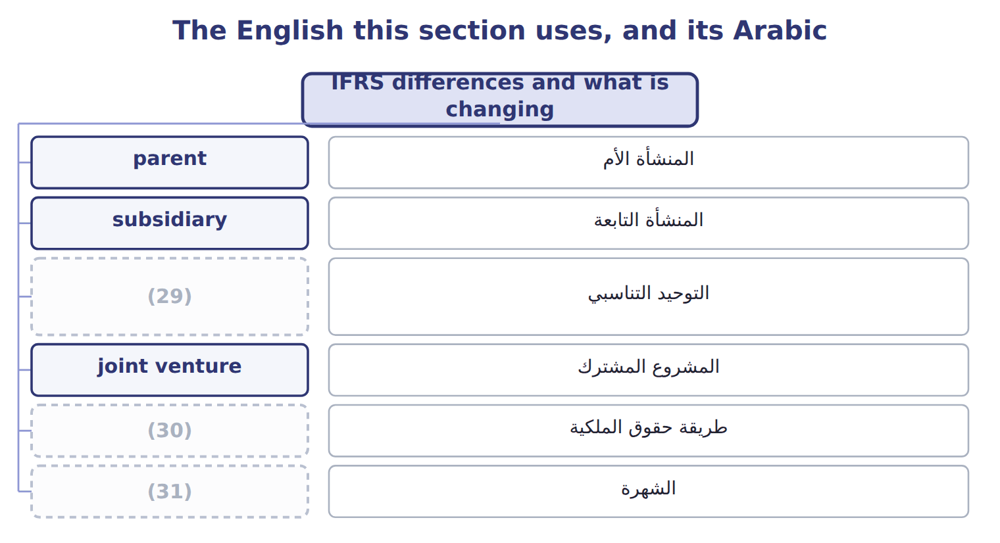 The English this section uses, and its Arabic
IFRS differences and what is
changing
parent
المنشأة الأم
subsidiary
المنشأة التابعة
(29)
التوحيد التناسبي
joint venture
المشروع المشترك
(30)
طريقة حقوق الملكية
(31)
الشهرة